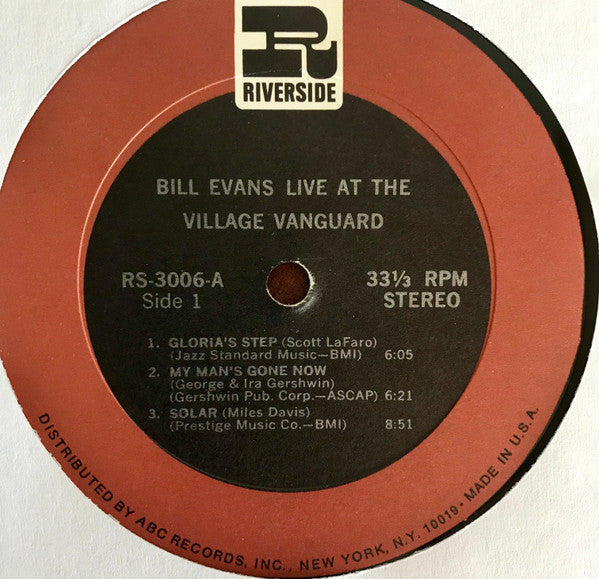 R
RIVERSIDE
BILL EVANS LIVE AT THE
VILLAGE VANGUARD
RS-3006-A
Side 1
33⅓ RPM
STEREO
1. GLORIA'S STEP (Scott LaFaro)
(Jazz Standard Music—BMI) 6:05
2. MY MAN'S GONE NOW
(George & Ira Gershwin)
(Gershwin Pub. Corp.—ASCAP) 6:21
3. SOLAR (Miles Davis)
(Prestige Music Co.—BMI) 8:51
DISTRIBUTED BY ABC RECORDS, INC., NEW YORK, N.Y. 10019 • MADE IN U.S.A.